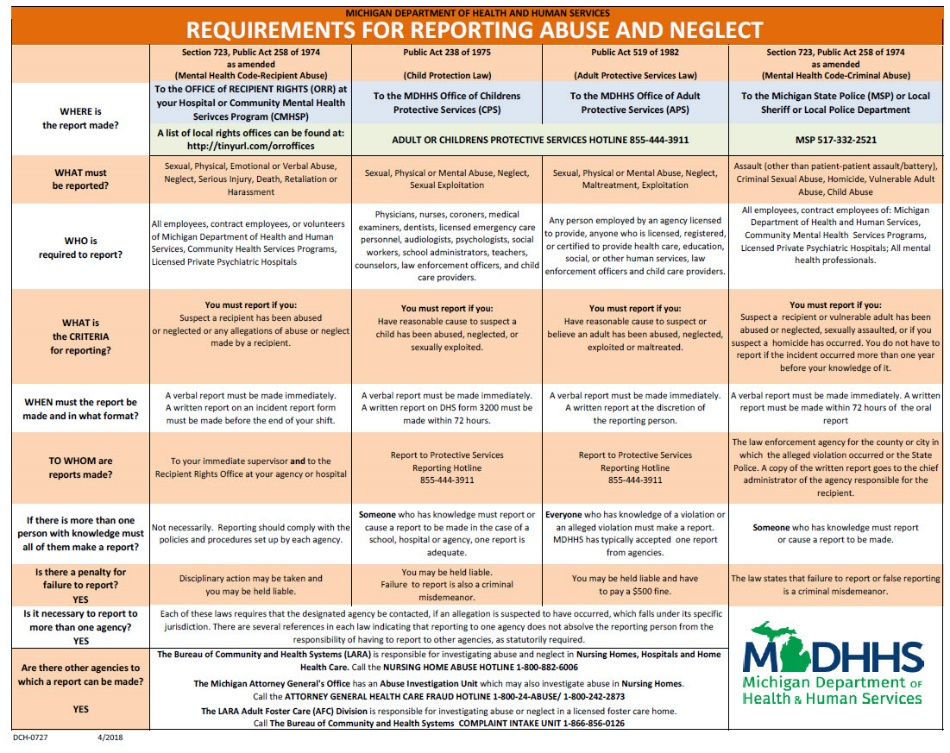 MICHIGAN DEPARTMENT OF HEALTH AND HUMAN SERVICES
REQUIREMENTS FOR REPORTING ABUSE AND NEGLECT
Section 723, Public Act 258 of 1974
as amended
(Mental Health Code-Recipient Abuse)
Public Act 238 of 1975
(Child Protection Law)
Public Act 519 of 1982
(Adult Protective Services Law)
Section 723, Public Act 258 of 1974
as amended
(Mental Health Code-Criminal Abuse)
WHERE is
the report made?
To the OFFICE of RECIPIENT RIGHTS (ORR) at
your Hospital or Community Mental Health
Serivces Program (CMHSP)
To the MDHHS Office of Childrens
Protective Services (CPS)
To the MDHHS Office of Adult
Protective Services (APS)
To the Michigan State Police (MSP) or Local
Sheriff or Local Police Department
A list of local rights offices can be found at:
http://tinyurl.com/orroffices
ADULT OR CHILDRENS PROTECTIVE SERVICES HOTLINE 855-444-3911
MSP 517-332-2521
WHAT must
be reported?
Sexual, Physical, Emotional or Verbal Abuse,
Neglect, Serious Injury, Death, Retaliation or
Harassment
Sexual, Physical or Mental Abuse, Neglect,
Sexual Exploitation
Sexual, Physical or Mental Abuse, Neglect,
Maltreatment, Exploitation
Assault (other than patient-patient assault/battery),
Criminal Sexual Abuse, Homicide, Vulnerable Adult
Abuse, Child Abuse
WHO is
required to report?
All employees, contract employees, or volunteers
of Michigan Department of Health and Human
Services, Community Health Services Programs,
Licensed Private Psychiatric Hospitals
Physicians, nurses, coroners, medical
examiners, dentists, licensed emergency care
personnel, audiologists, psychologists, social
workers, school administrators, teachers,
counselors, law enforcement officers, and child
care providers.
Any person employed by an agency licensed
to provide, anyone who is licensed, registered,
or certified to provide health care, education,
social, or other human services, law
enforcement officers and child care providers.
All employees, contract employees of: Michigan
Department of Health and Human Services,
Community Mental Health Services Programs,
Licensed Private Psychiatric Hospitals; All mental
health professionals.
WHAT is
the CRITERIA
for reporting?
You must report if you:
Suspect a recipient has been abused
or neglected or any allegations of abuse or neglect
made by a recipient.
You must report if you:
Have reasonable cause to suspect a
child has been abused, neglected, or
sexually exploited.
You must report if you:
Have reasonable cause to suspect or
believe an adult has been abused, neglected,
exploited or maltreated.
You must report if you:
Suspect a recipient or vulnerable adult has been
abused or neglected, sexually assaulted, or if you
suspect a homicide has occurred. You do not have to
report if the incident occurred more than one year
before your knowledge of it.
WHEN must the report be
made and in what format?
A verbal report must be made immediately.
A written report on an incident report form
must be made before the end of your shift.
A verbal report must be made immediately.
A written report on DHS form 3200 must be
made within 72 hours.
A verbal report must be made immediately.
A written report at the discretion of
the reporting person.
A verbal report must be made immediately. A written
report must be made within 72 hours of the oral
report
TO WHOM are
reports made?
To your immediate supervisor and to the
Recipient Rights Office at your agency or hospital
Report to Protective Services
Reporting Hotline
855-444-3911
Report to Protective Services
Reporting Hotline
855-444-3911
The law enforcement agency for the county or city in
which the alleged violation occurred or the State
Police. A copy of the written report goes to the chief
administrator of the agency responsible for the
recipient.
If there is more than one
person with knowledge must
all of them make a report?
Not necessarily. Reporting should comply with the
policies and procedures set up by each agency.
Someone who has knowledge must report or
cause a report to be made in the case of a
school, hospital or agency, one report is
adequate.
Everyone who has knowledge of a violation or
an alleged violation must make a report.
MDHHS has typically accepted one report
from agencies.
Someone who has knowledge must report
or cause a report to be made.
Is there a penalty for
failure to report?
YES
Disciplinary action may be taken and
you may be held liable.
You may be held liable.
Failure to report is also a criminal
misdemeanor.
You may be held liable and have
to pay a $500 fine.
The law states that failure to report or false reporting
is a criminal misdemeanor.
Is it necessary to report to
more than one agency?
YES
Each of these laws requires that the designated agency be contacted, if an allegation is suspected to have occurred, which falls under its specific
jurisdiction. There are several references in each law indicating that reporting to one agency does not absolve the reporting person from the
responsibility of having to report to other agencies, as statutorily required.
Are there other agencies to
which a report can be made?
YES
The Bureau of Community and Health Systems (LARA) is responsible for investigating abuse and neglect in Nursing Homes, Hospitals and Home
Health Care. Call the NURSING HOME ABUSE HOTLINE 1-800-882-6006
The Michigan Attorney General's Office has an Abuse Investigation Unit which may also investigate abuse in Nursing Homes.
Call the ATTORNEY GENERAL HEALTH CARE FRAUD HOTLINE 1-800-24-ABUSE/ 1-800-242-2873
The LARA Adult Foster Care (AFC) Division is responsible for investigating abuse or neglect in a licensed foster care home.
Call The Bureau of Community and Health Systems COMPLAINT INTAKE UNIT 1-866-856-0126
MDHHS
Michigan Department OF
Health & Human Services
DCH-0727 4/2018